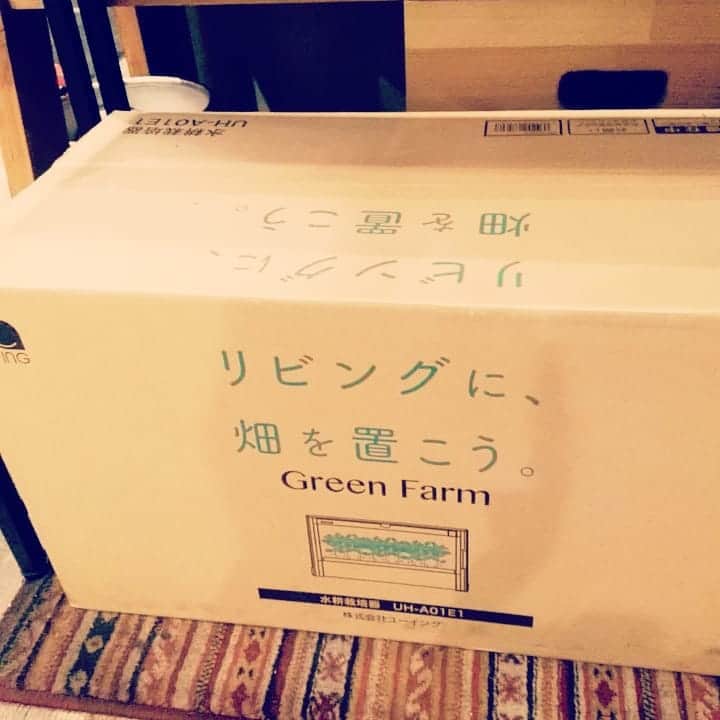 水耕栽培器
UH-A01E1
リビングに、
畑を置こう。
ING
リビングに、
畑を置こう。
Green Farm
水耕栽培器 UH-A01E1
株式会社ユーイング